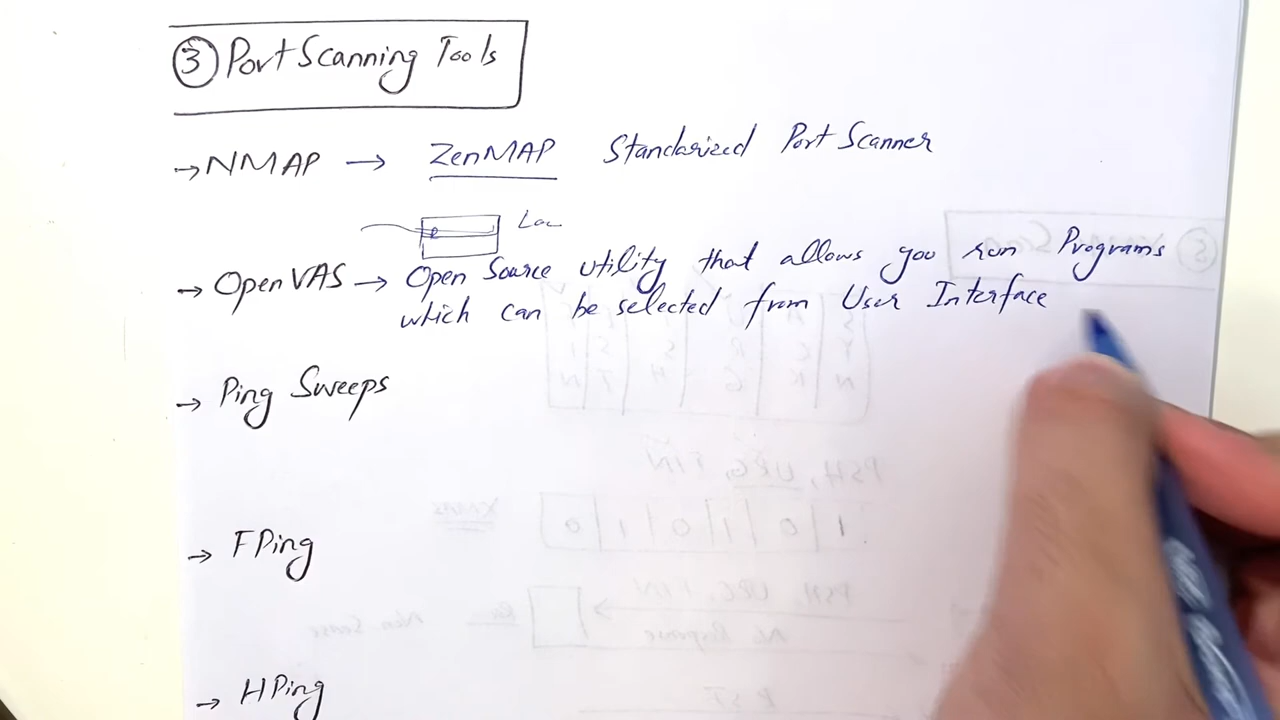 ③ Port Scanning Tools
→ NMAP → ZenMAP Standarized Port Scanner
→ OpenVAS → Open Source utility that allows you run Programs
which can be selected from User Interface
→ Ping Sweeps
→ FPing
→ HPing